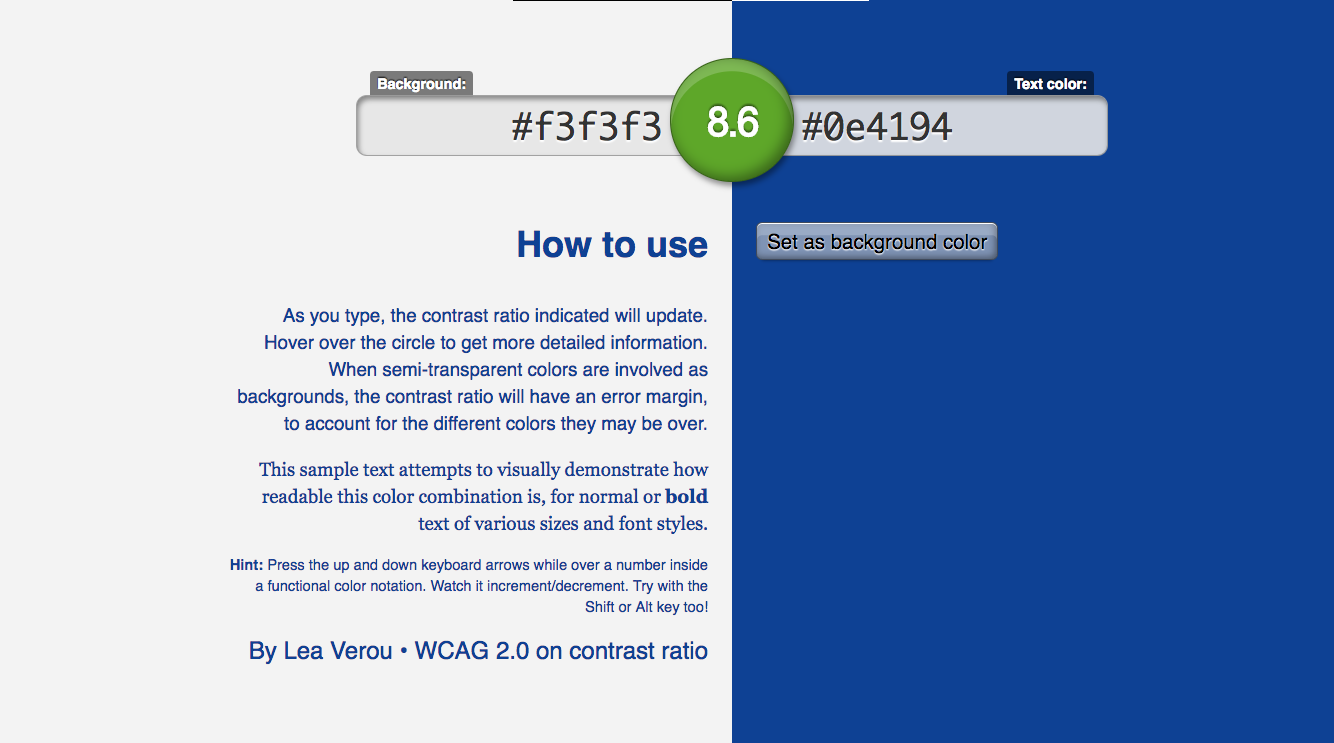 Background:
Text color:
#f3f3f3
8.6
#0e4194
How to use
Set as background color
As you type, the contrast ratio indicated will update.
Hover over the circle to get more detailed information.
When semi-transparent colors are involved as
backgrounds, the contrast ratio will have an error margin,
to account for the different colors they may be over.
This sample text attempts to visually demonstrate how
readable this color combination is, for normal or bold
text of various sizes and font styles.
Hint: Press the up and down keyboard arrows while over a number inside
a functional color notation. Watch it increment/decrement. Try with the
Shift or Alt key too!
By Lea Verou • WCAG 2.0 on contrast ratio